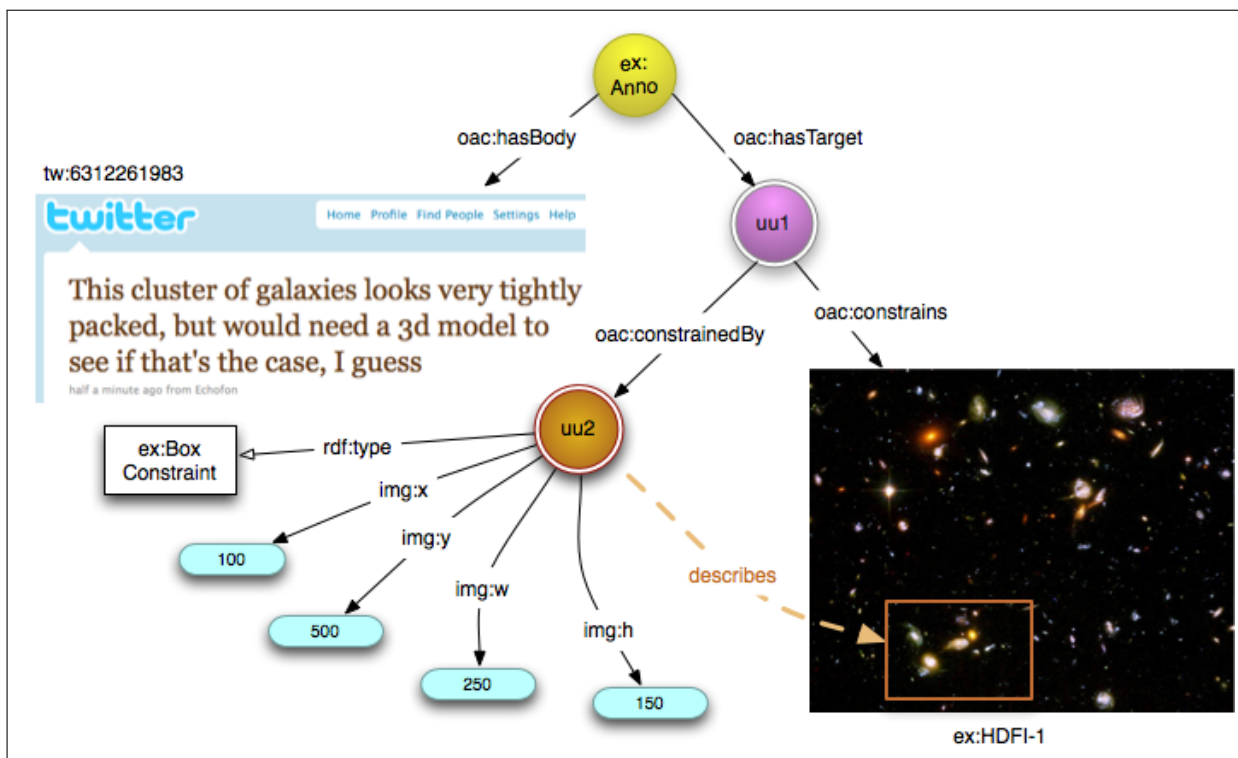 ex:
Anno
oac:hasBody
oac:hasTarget
tw:6312261983
twitter
Home Profile Find People Settings Help
uu1
This cluster of galaxies looks very tightly
packed, but would need a 3d model to
see if that's the case, I guess
half a minute ago from Echofon
oac:constrainedBy
oac:constrains
uu2
ex:Box
Constraint
rdf:type
img:x
100
img:y
500
img:w
250
img:h
150
describes
ex:HDFI-1